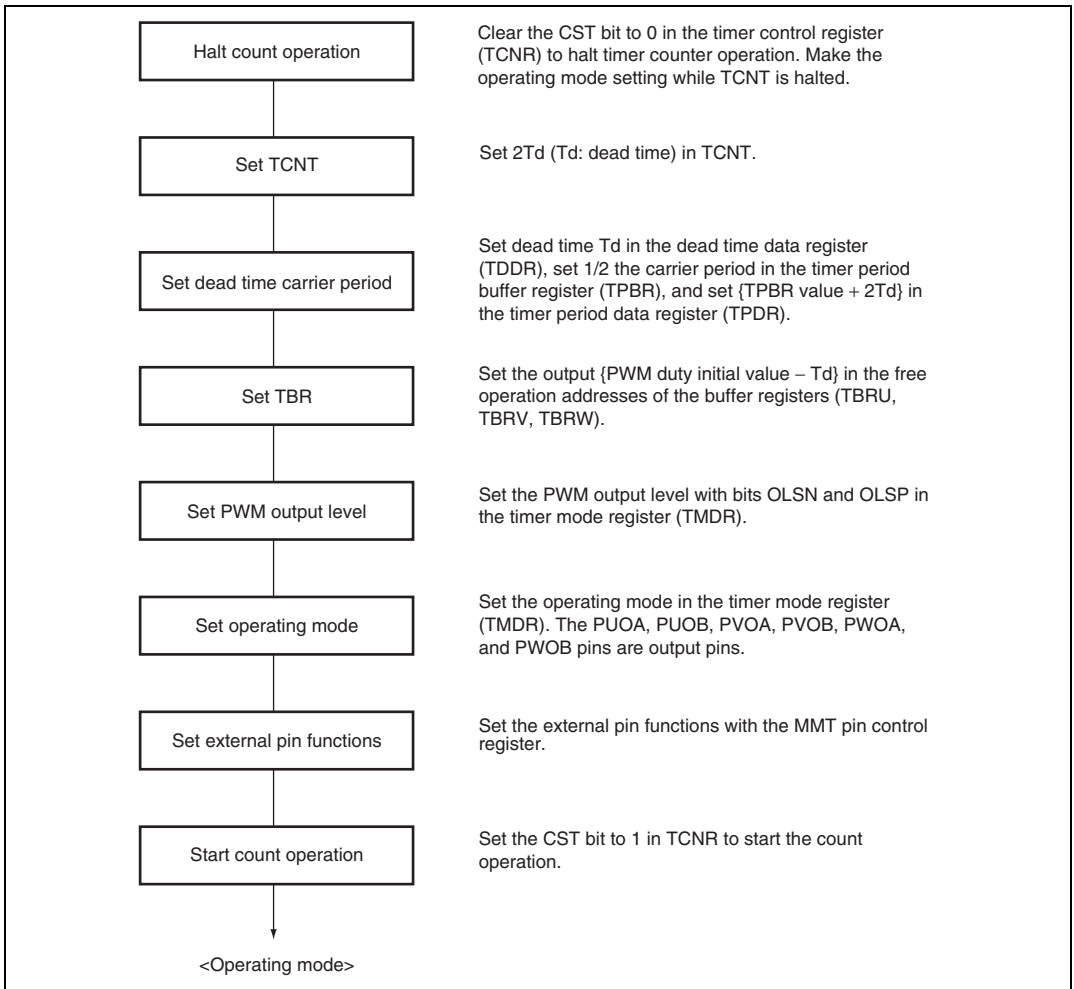 Halt count operation
Clear the CST bit to 0 in the timer control register
(TCNR) to halt timer counter operation. Make the
operating mode setting while TCNT is halted.
Set TCNT
Set 2Td (Td: dead time) in TCNT.
Set dead time carrier period
Set dead time Td in the dead time data register
(TDDR), set 1/2 the carrier period in the timer period
buffer register (TPBR), and set {TPBR value + 2Td} in
the timer period data register (TPDR).
Set TBR
Set the output {PWM duty initial value − Td} in the free
operation addresses of the buffer registers (TBRU,
TBRV, TBRW).
Set PWM output level
Set the PWM output level with bits OLSN and OLSP in
the timer mode register (TMDR).
Set operating mode
Set the operating mode in the timer mode register
(TMDR). The PUOA, PUOB, PVOA, PVOB, PWOA,
and PWOB pins are output pins.
Set external pin functions
Set the external pin functions with the MMT pin control
register.
Start count operation
Set the CST bit to 1 in TCNR to start the count
operation.
<Operating mode>